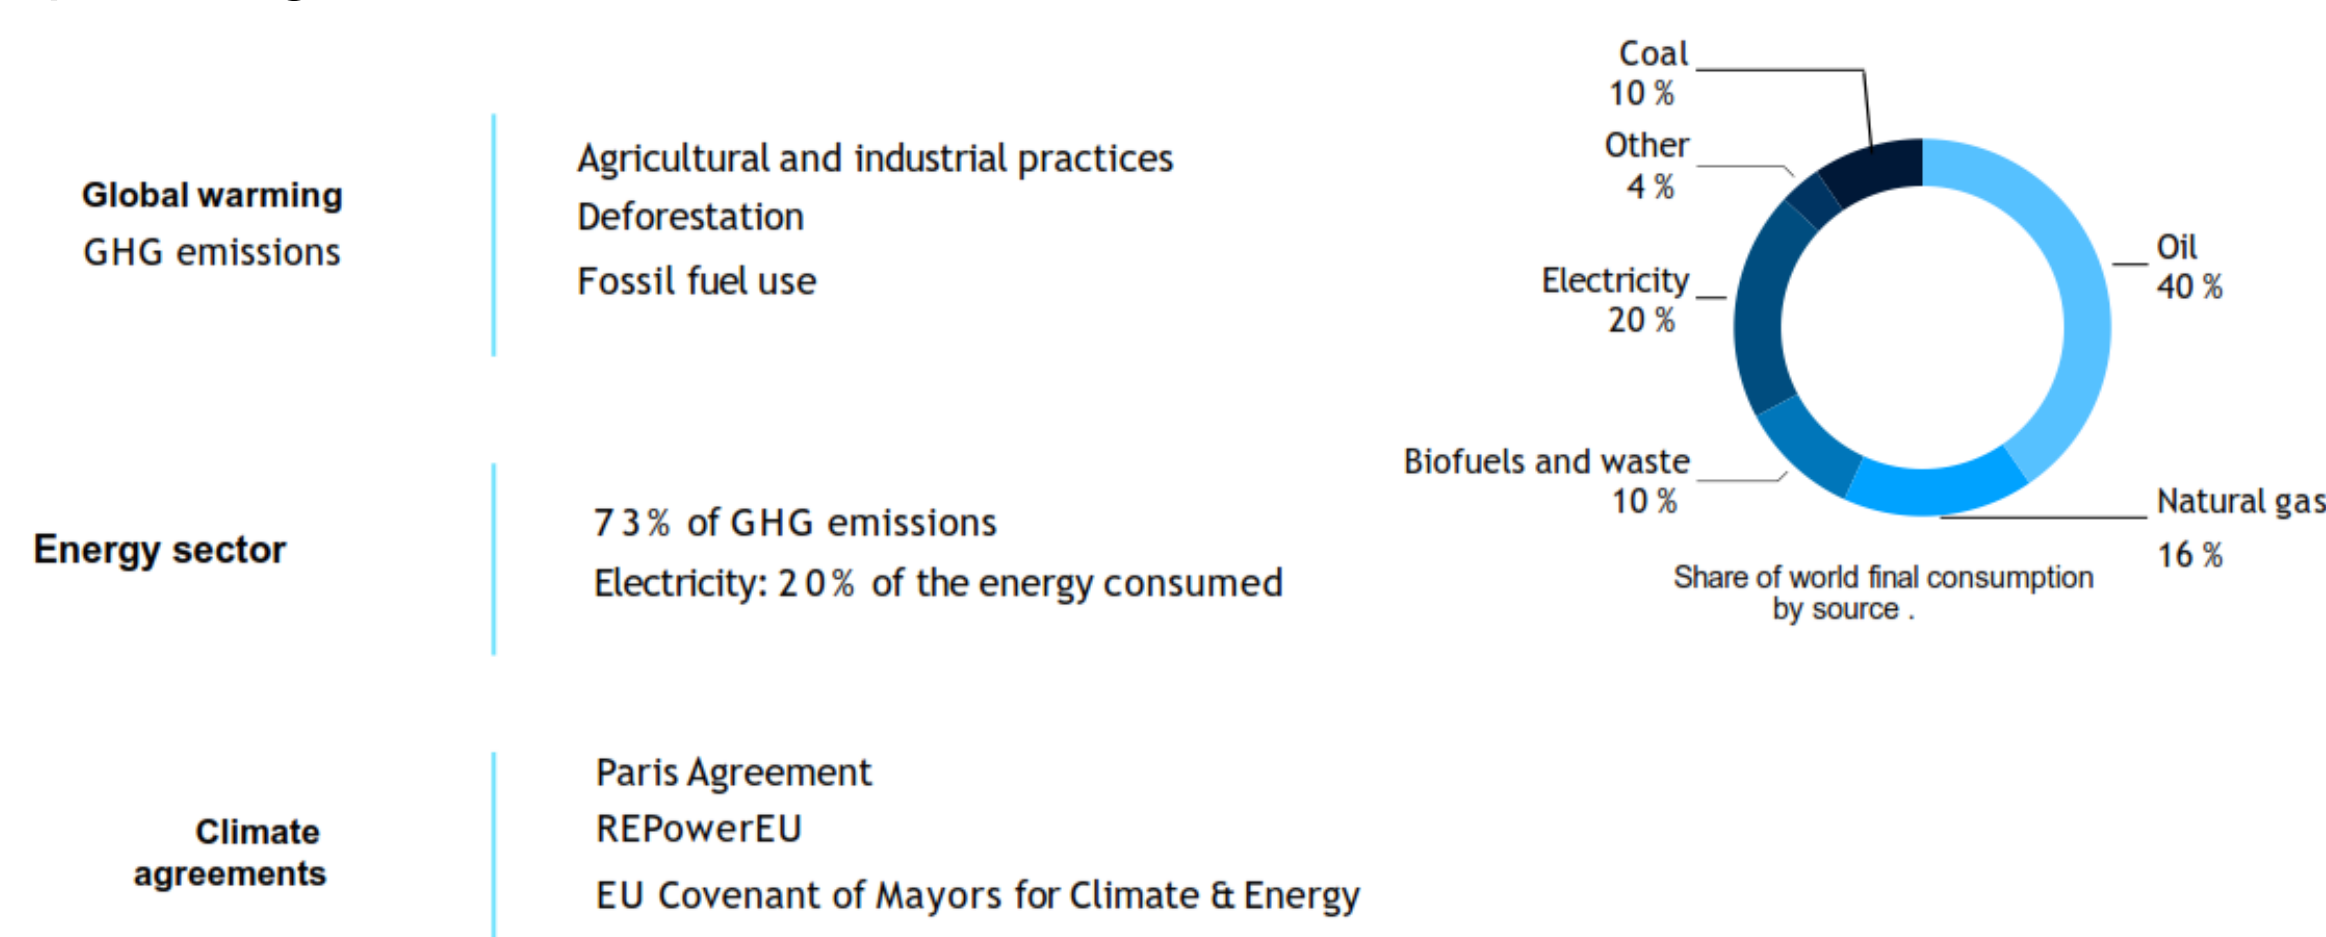 Global warming
GHG emissions
Agricultural and industrial practices
Deforestation
Fossil fuel use
Energy sector
73% of GHG emissions
Electricity: 20% of the energy consumed
Climate
agreements
Paris Agreement
REPowerEU
EU Covenant of Mayors for Climate & Energy
Coal
10 %
Other
4 %
Electricity
20 %
Biofuels and waste
10 %
Oil
40 %
Natural gas
16 %
Share of world final consumption
by source .